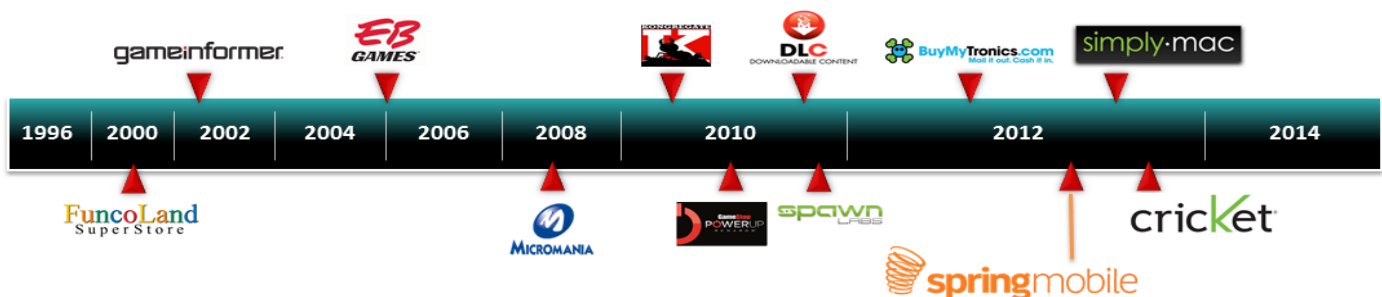 gameinformer
EB
GAMES
KONGREGATE
K
DLC
DOWNLOADABLE CONTENT
BuyMyTronics.com
Mail it out. Cash it in.
simply·mac
1996 2000 2002 2004 2006 2008 2010 2012 2014
FuncoLand
SuperStore
MICROMANIA
GameStop
POWERUP
REWARDS
spawn
LABS
springmobile
cricket